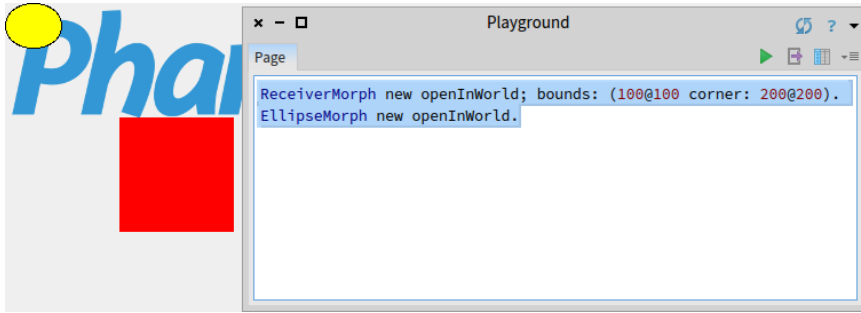 Phar
Playground
?
Page
ReceiverMorph new openInWorld; bounds: (100@100 corner: 200@200).
EllipseMorph new openInWorld.